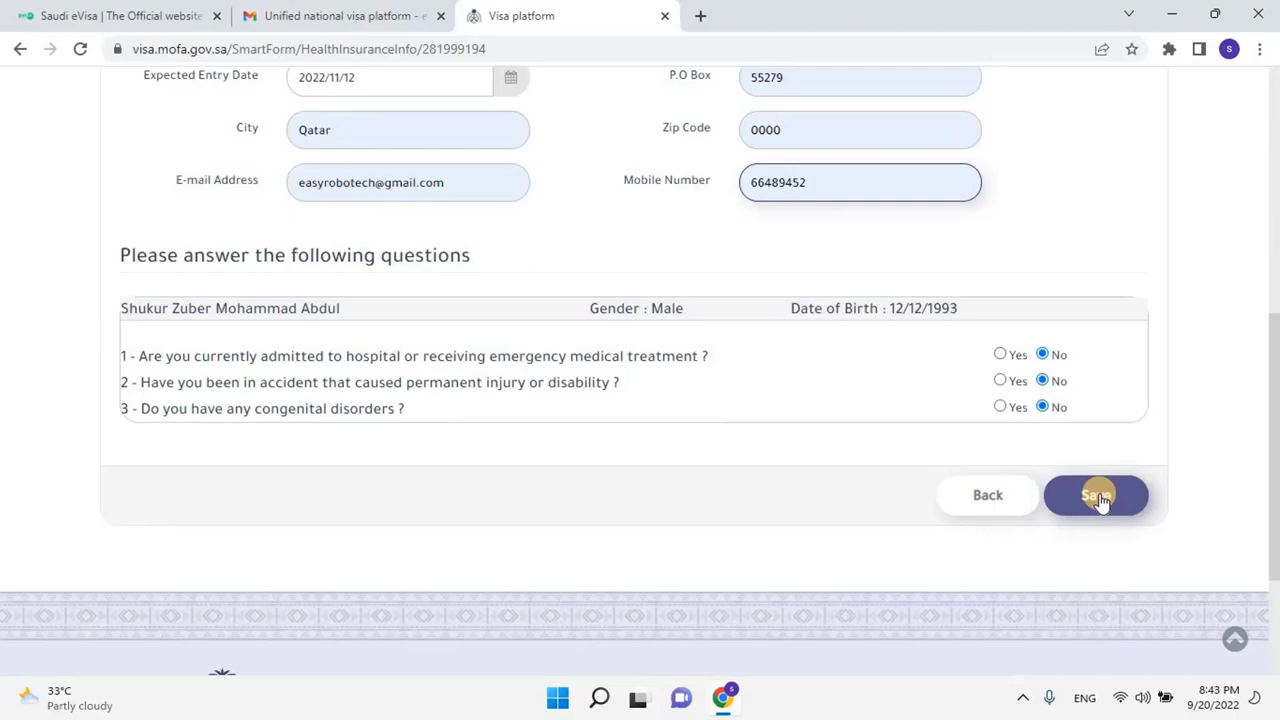 Saudi eVisa | The Official website
Unified national visa platform - e
Visa platform
visa.mofa.gov.sa/SmartForm/HealthInsuranceInfo/281999194
S
Expected Entry Date
2022/11/12
P.O Box
55279
City
Qatar
Zip Code
0000
E-mail Address
easyrobotech@gmail.com
Mobile Number
66489452
Please answer the following questions
Shukur Zuber Mohammad Abdul Gender : Male Date of Birth : 12/12/1993
1 - Are you currently admitted to hospital or receiving emergency medical treatment ? Yes No
2 - Have you been in accident that caused permanent injury or disability ? Yes No
3 - Do you have any congenital disorders ? Yes No
Back
Save
33°C
Partly cloudy
ENG
8:43 PM
9/20/2022